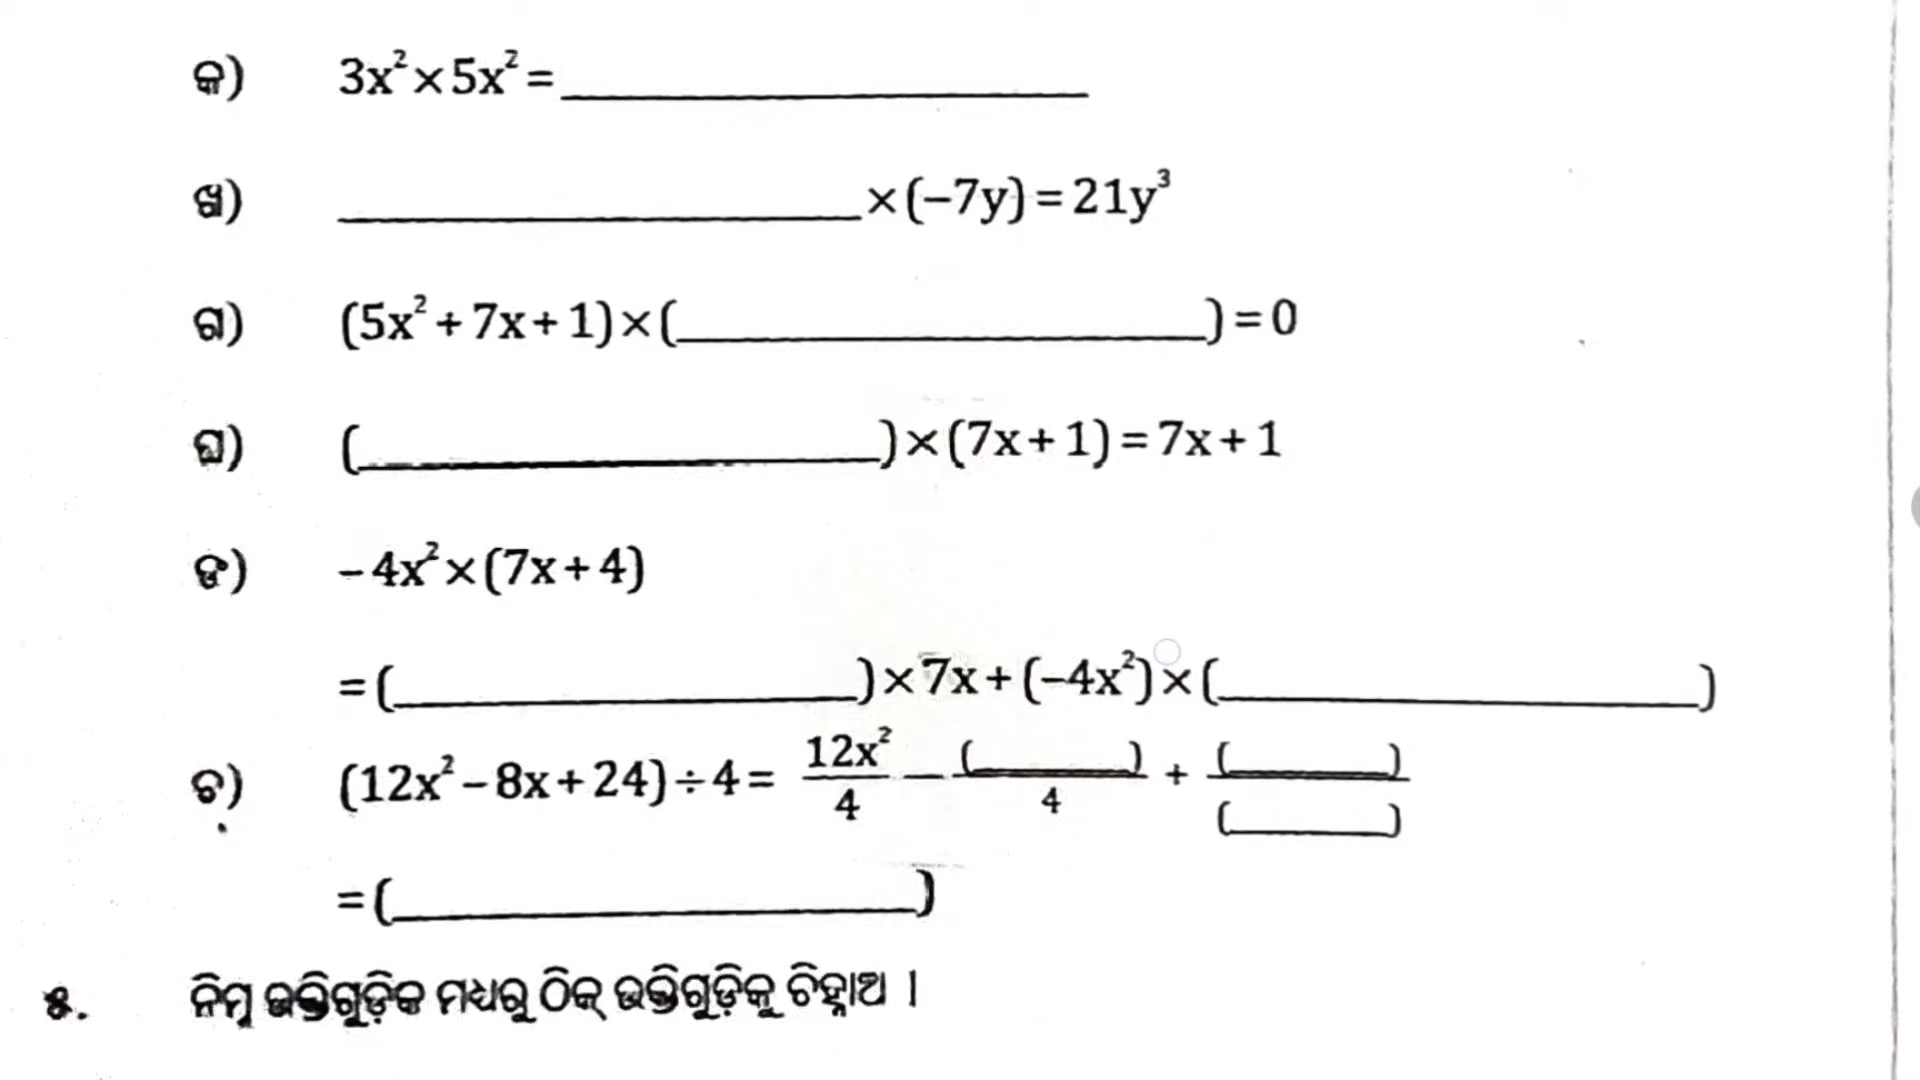 କ) 3x²×5x²= ____________
ଖ) ____________ ×(−7y)=21y³
ଗ) (5x²+7x+1)×(____________)=0
ଘ) (____________)×(7x+1)=7x+1
ଙ) −4x²×(7x+4)
=(____________)×7x+(−4x²)×(____________)
ଚ) (12x²−8x+24)÷4= 12x²/4 − (______)/4 + (______)/(______)
=(____________)
୫. ନିମ୍ନ ଉକ୍ତିଗୁଡ଼ିକ ମଧ୍ୟରୁ ଠିକ୍ ଉକ୍ତିଗୁଡ଼ିକୁ ଚିହ୍ନାଅ ।